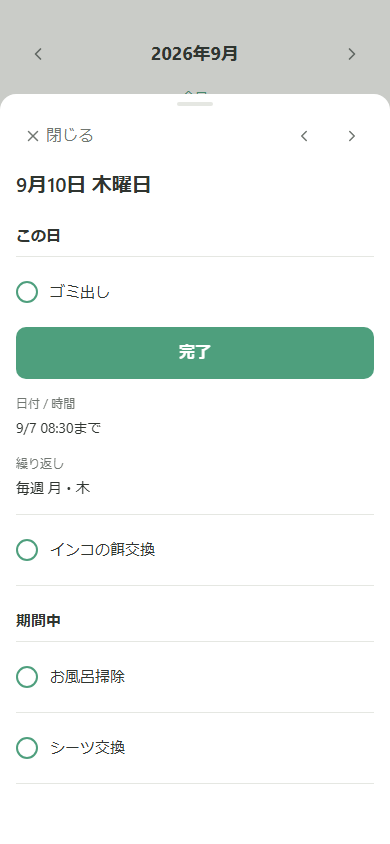 2026年9月
閉じる
9月10日 木曜日
この日
ゴミ出し
完了
日付 / 時間
9/7 08:30まで
繰り返し
毎週 月・木
インコの餌交換
期間中
お風呂掃除
シーツ交換